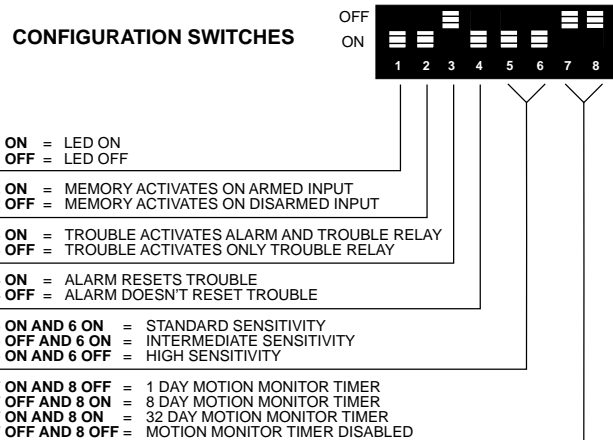 CONFIGURATION SWITCHES
OFF
ON
1 2 3 4 5 6 7 8
ON = LED ON
OFF = LED OFF
ON = MEMORY ACTIVATES ON ARMED INPUT
OFF = MEMORY ACTIVATES ON DISARMED INPUT
ON = TROUBLE ACTIVATES ALARM AND TROUBLE RELAY
OFF = TROUBLE ACTIVATES ONLY TROUBLE RELAY
ON = ALARM RESETS TROUBLE
OFF = ALARM DOESN'T RESET TROUBLE
ON AND 6 ON = STANDARD SENSITIVITY
OFF AND 6 ON = INTERMEDIATE SENSITIVITY
ON AND 6 OFF = HIGH SENSITIVITY
ON AND 8 OFF = 1 DAY MOTION MONITOR TIMER
OFF AND 8 ON = 8 DAY MOTION MONITOR TIMER
ON AND 8 ON = 32 DAY MOTION MONITOR TIMER
OFF AND 8 OFF = MOTION MONITOR TIMER DISABLED